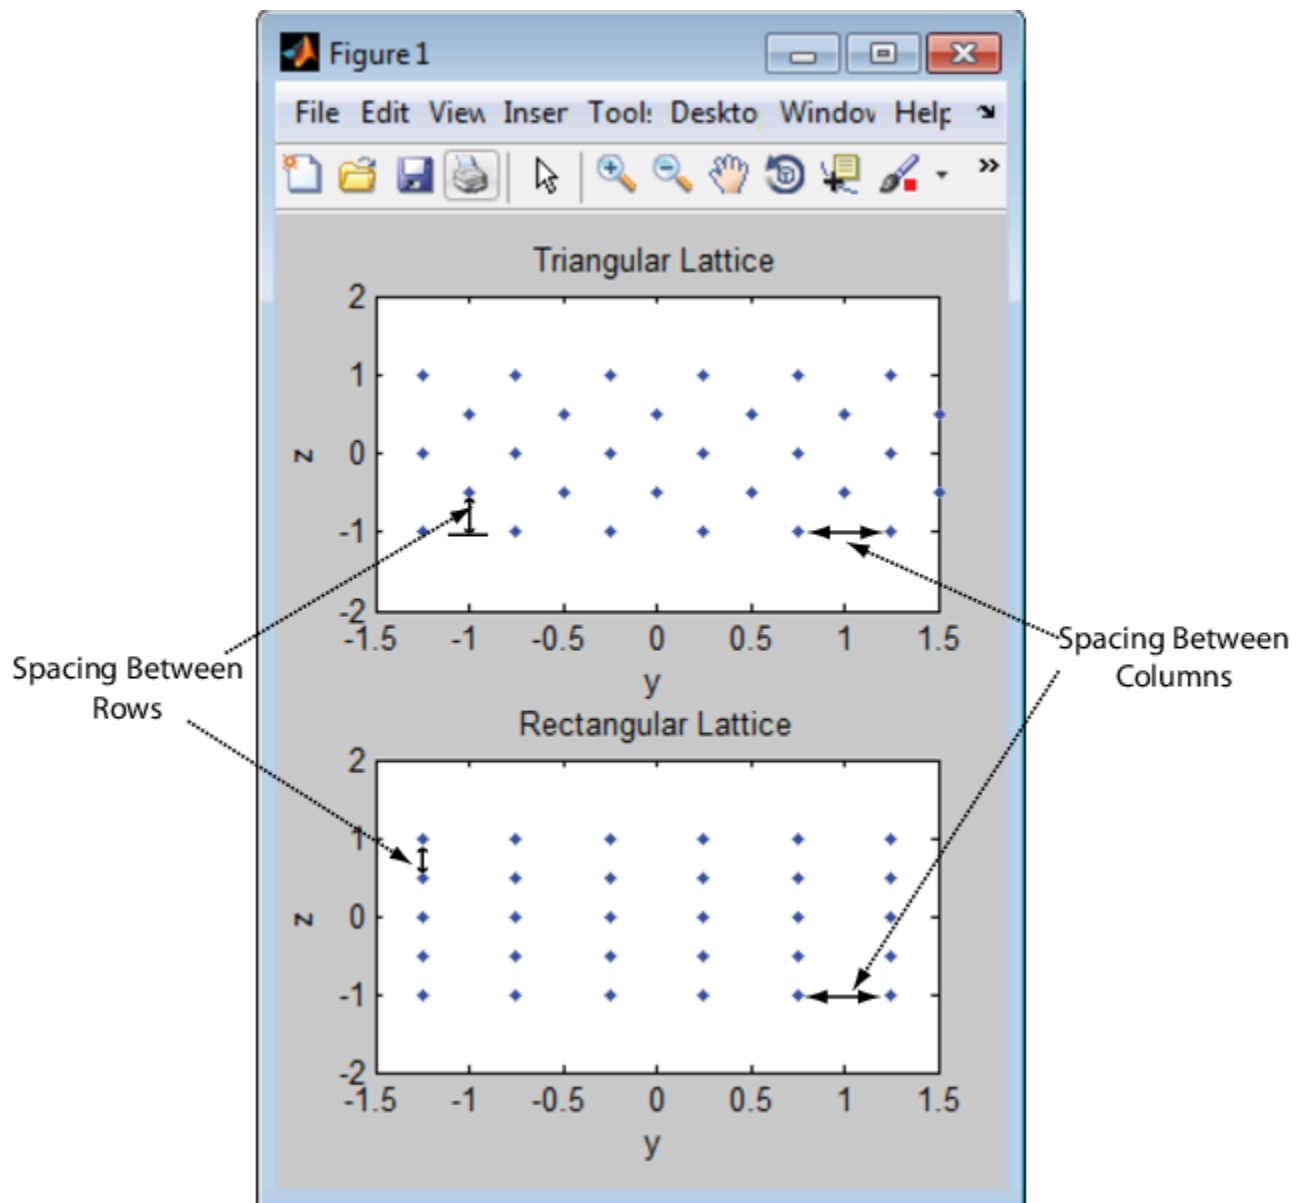 Figure 1
File Edit View Inser Tools Deskto Window Help
Triangular Lattice
2
1
0
-1
-2
z
-1.5 -1 -0.5 0 0.5 1 1.5
y
Spacing Between
Rows
Spacing Between
Columns
Rectangular Lattice
2
1
0
-1
-2
z
-1.5 -1 -0.5 0 0.5 1 1.5
y